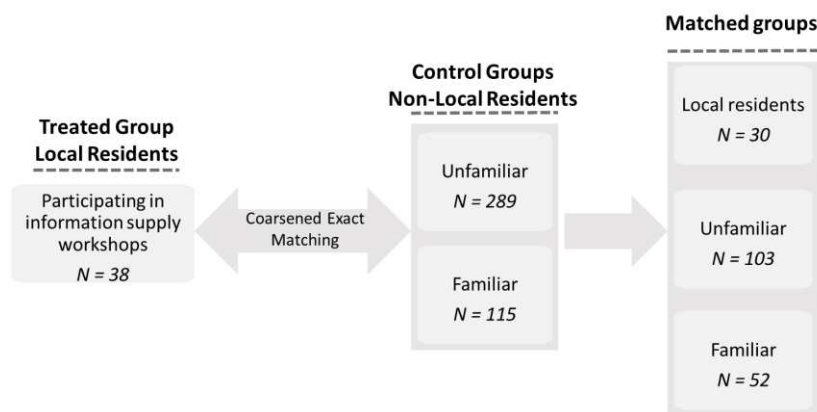 Treated Group
Local Residents
Participating in
information supply
workshops
N = 38
Coarsened Exact
Matching
Control Groups
Non-Local Residents
Unfamiliar
N = 289
Familiar
N = 115
Matched groups
Local residents
N = 30
Unfamiliar
N = 103
Familiar
N = 52